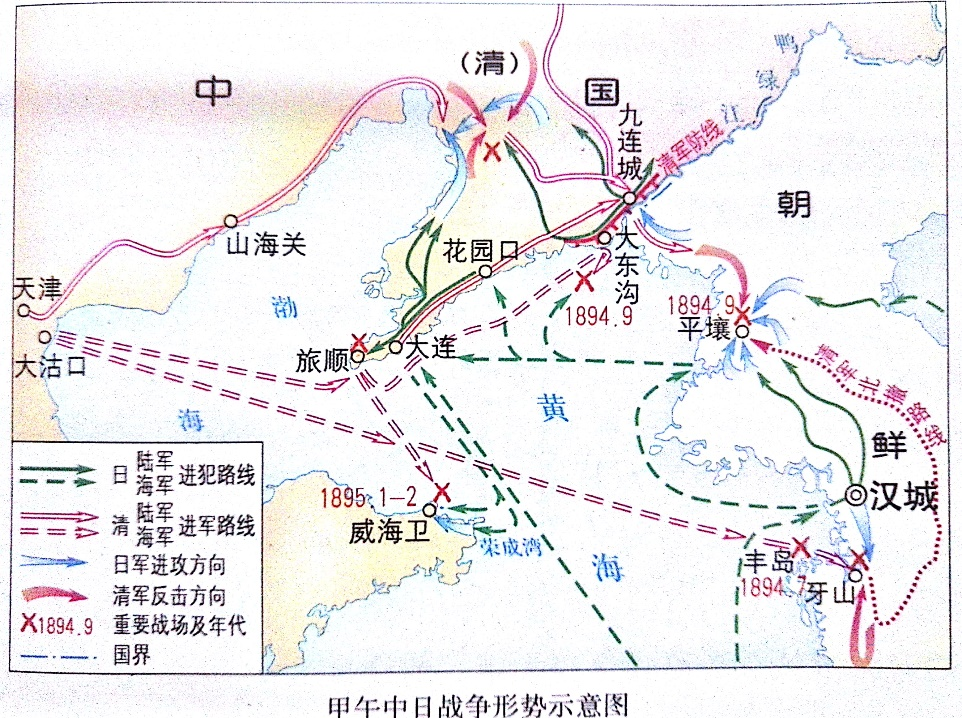 中
(清)
国
鸭
绿
江
九连城
清军防线
朝
山海关
花园口
大东沟
天津
渤
1894.9
1894.9
平壤
大沽口
旅顺
大连
清军北撤路线
海
黄
鲜
日 陆军 海军 进犯路线
清 陆军 海军 进军路线
日军进攻方向
清军反击方向
1894.9 重要战场及年代
国界
1895.1-2
威海卫
荣成湾
海
汉城
丰岛
1894.7
牙山
甲午中日战争形势示意图